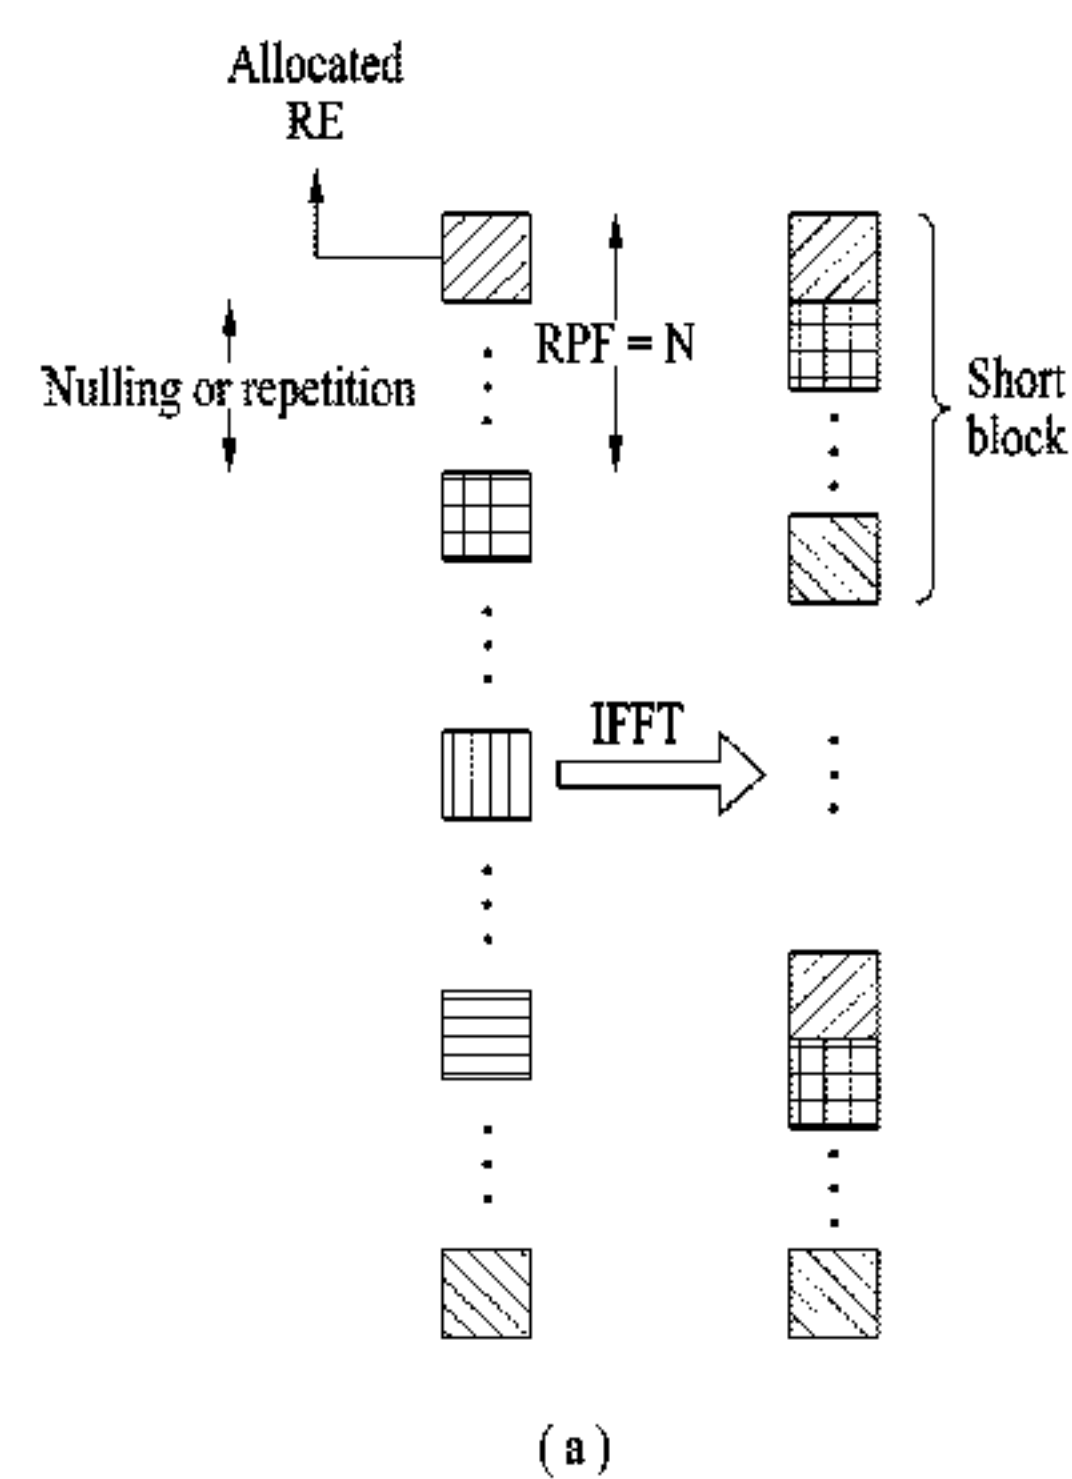 Allocated
RE
RPF = N
Nulling or repetition
Short
block
IFFT
( a )